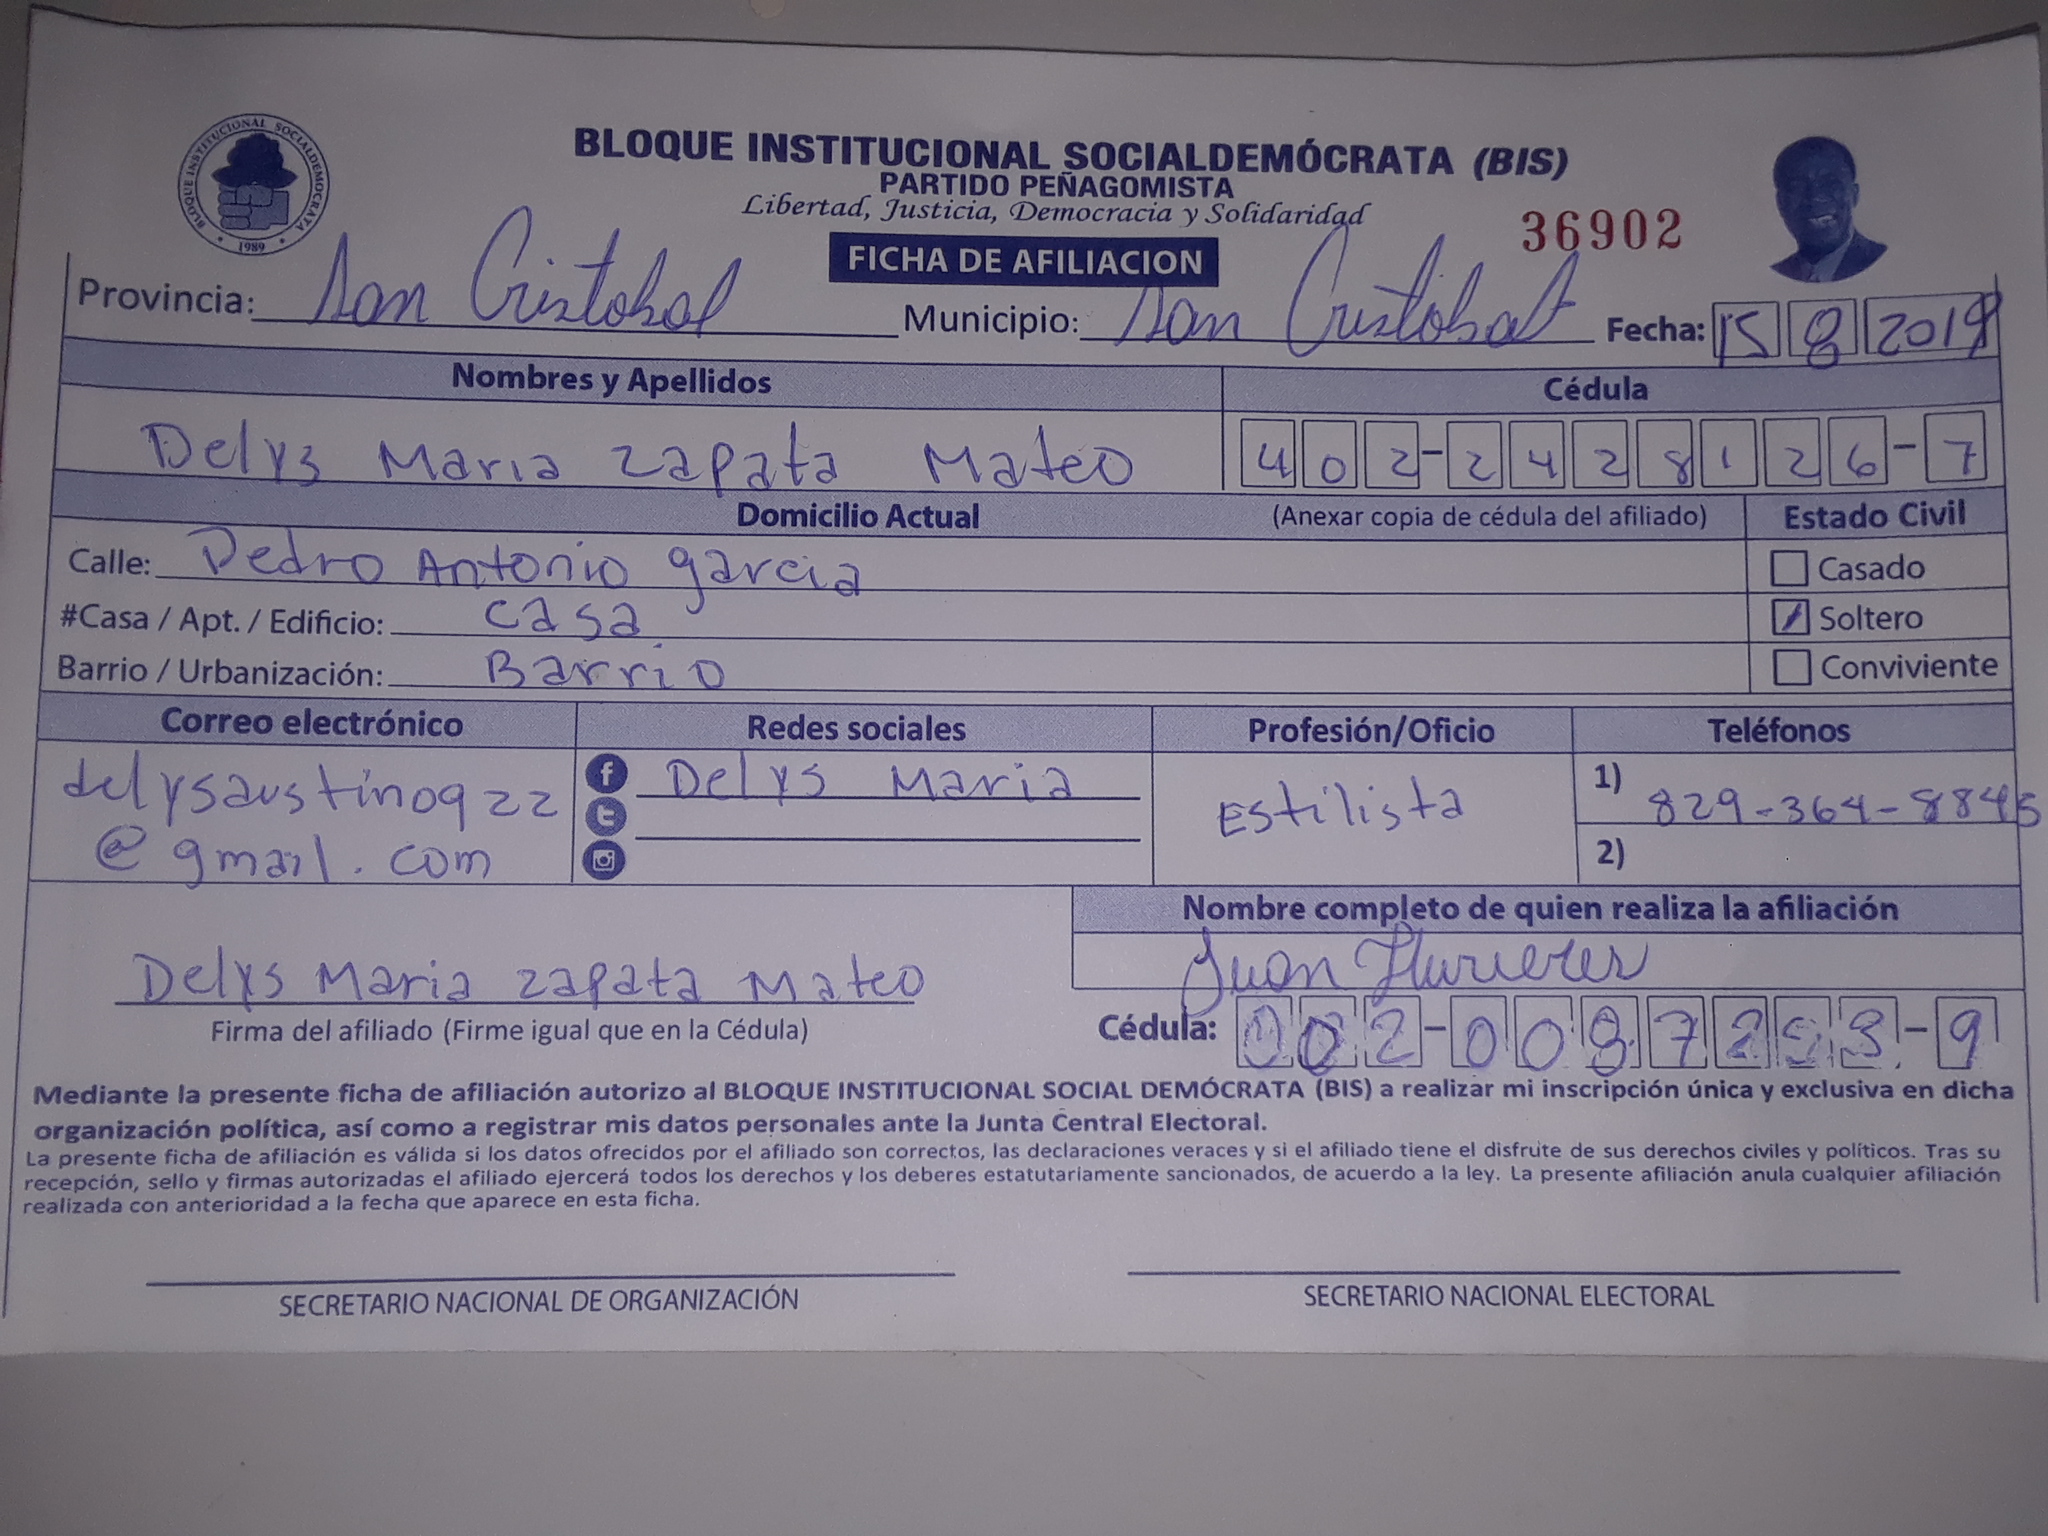 BLOQUE INSTITUCIONAL SOCIALDEMOCRATA
1989
BLOQUE INSTITUCIONAL SOCIALDEMÓCRATA (BIS)
PARTIDO PEÑAGOMISTA
Libertad, Justicia, Democracia y Solidaridad
36902
FICHA DE AFILIACION
Provincia: San Cristobal Municipio: San Cristobal Fecha: 15 8 2019
Nombres y Apellidos Cédula
Delys Maria Zapata Mateo 402-2428126-7
Domicilio Actual (Anexar copia de cédula del afiliado) Estado Civil
Calle: Pedro Antonio garcia Casado
#Casa / Apt. / Edificio: casa Soltero
Barrio / Urbanización: Barrio Conviviente
Correo electrónico Redes sociales Profesión/Oficio Teléfonos
delysaustino922 Delys Maria Estilista 1) 829-364-8845
@gmail.com 2)
Nombre completo de quien realiza la afiliación
Juan
Delys Maria Zapata Mateo
Firma del afiliado (Firme igual que en la Cédula) Cédula: 002-0087253-9
Mediante la presente ficha de afiliación autorizo al BLOQUE INSTITUCIONAL SOCIAL DEMÓCRATA (BIS) a realizar mi inscripción única y exclusiva en dicha
organización política, así como a registrar mis datos personales ante la Junta Central Electoral.
La presente ficha de afiliación es válida si los datos ofrecidos por el afiliado son correctos, las declaraciones veraces y si el afiliado tiene el disfrute de sus derechos civiles y políticos. Tras su
recepción, sello y firmas autorizadas el afiliado ejercerá todos los derechos y los deberes estatutariamente sancionados, de acuerdo a la ley. La presente afiliación anula cualquier afiliación
realizada con anterioridad a la fecha que aparece en esta ficha.
SECRETARIO NACIONAL DE ORGANIZACIÓN SECRETARIO NACIONAL ELECTORAL